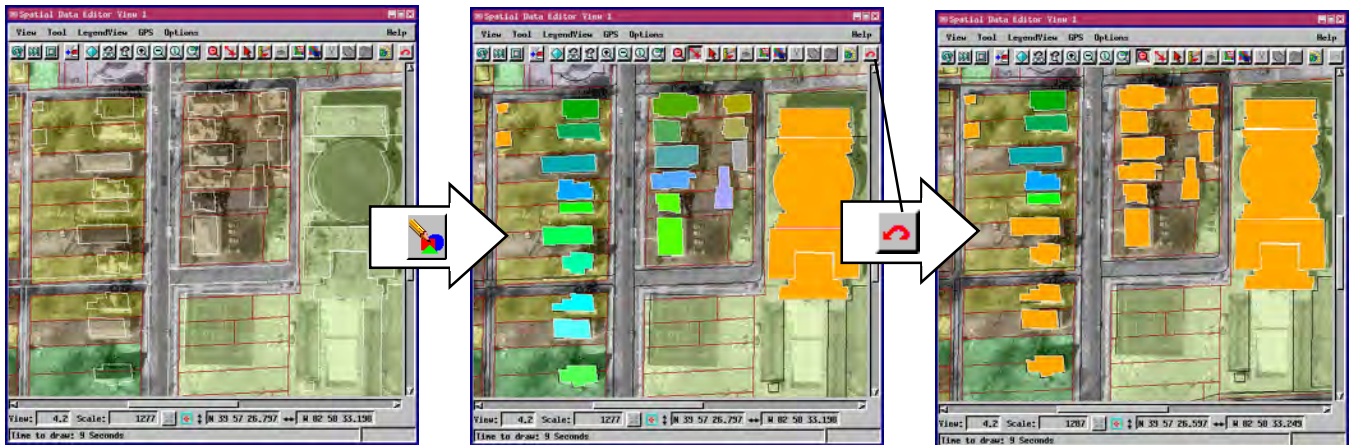 Spatial Data Editor View 1
View Tool LegendView GPS Options Help
View: 4.2 Scale: 1277 N 39 57 26.797 W 82 50 33.198
Time to draw: 9 Seconds
Spatial Data Editor View 1
View Tool LegendView GPS Options Help
View: 4.2 Scale: 1277 N 39 57 26.797 W 82 50 33.198
Time to draw: 9 Seconds
Spatial Data Editor View 1
View Tool LegendView GPS Options Help
View: 4.2 Scale: 1287 N 39 57 26.597 W 82 50 33.249
Time to draw: 9 Seconds